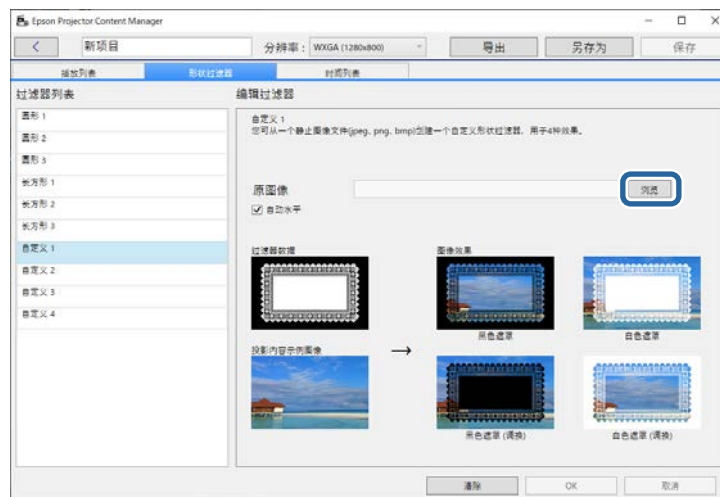 Epson Projector Content Manager
新项目
分辨率： WXGA (1280x800)
导出
另存为
保存
播放列表
形状过滤器
时间列表
过滤器列表
圆形 1
圆形 2
圆形 3
长方形 1
长方形 2
长方形 3
自定义 1
自定义 2
自定义 3
自定义 4
编辑过滤器
自定义 1
您可从一个静止图像文件(jpeg, png, bmp)创建一个自定义形状过滤器，用于4种效果。
原图像
浏览
自动水平
过滤器数据
图像效果
黑色遮罩
白色遮罩
投影内容示例图像
→
黑色遮罩 (调换)
白色遮罩 (调换)
清除
OK
取消